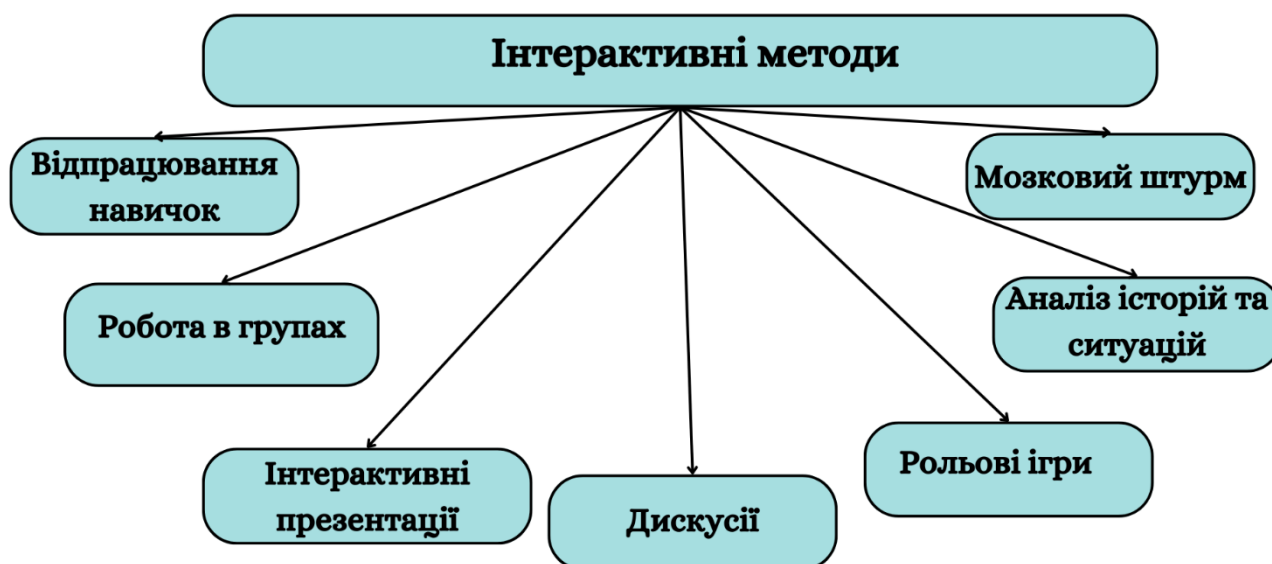 Інтерактивні методи
Відпрацювання
навичок
Мозковий штурм
Робота в групах
Аналіз історій та
ситуацій
Інтерактивні
презентації
Дискусії
Рольові ігри